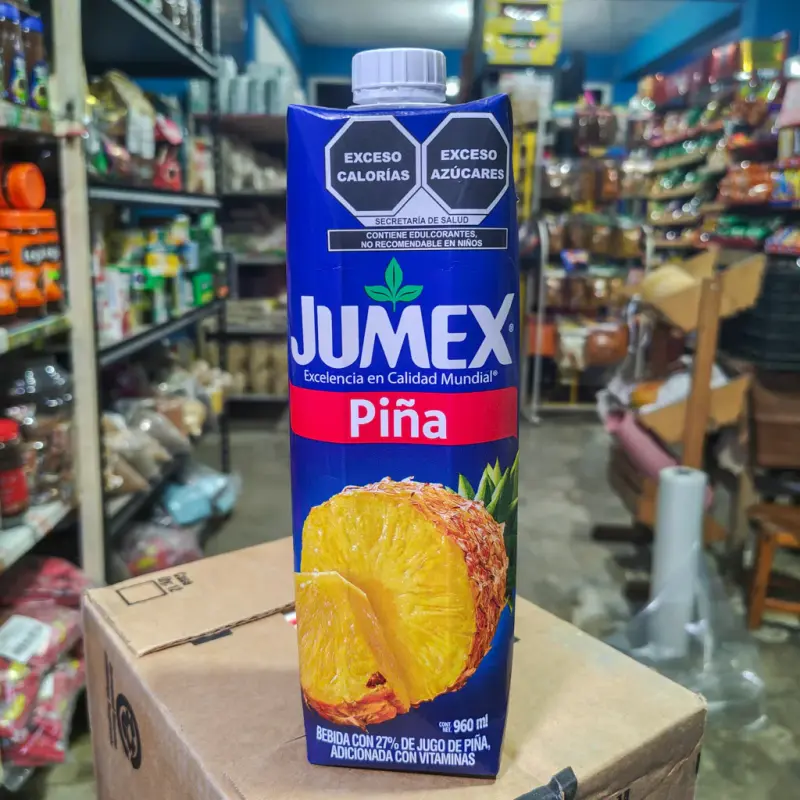 EXCESO
CALORÍAS
EXCESO
AZÚCARES
SECRETARÍA DE SALUD
CONTIENE EDULCORANTES,
NO RECOMENDABLE EN NIÑOS
JUMEX®
Excelencia en Calidad Mundial®
Piña
CONT. NET. 960 ml
BEBIDA CON 27% DE JUGO DE PIÑA,
ADICIONADA CON VITAMINAS